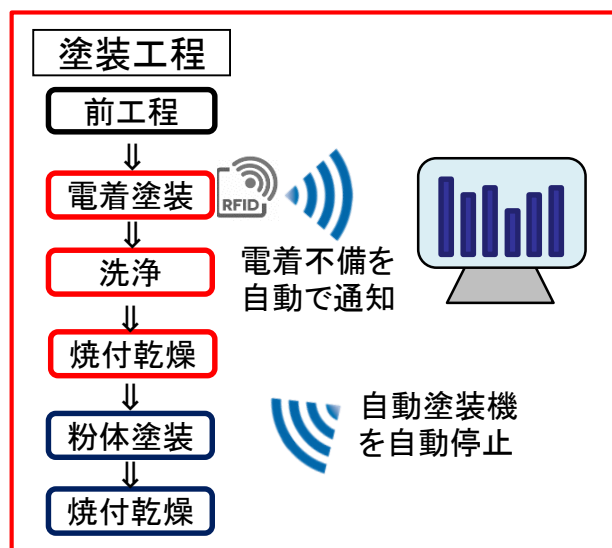 塗装工程
前工程
⇓
電着塗装
RFID
⇓
電着不備を
自動で通知
洗浄
⇓
焼付乾燥
⇓
自動塗装機
を自動停止
粉体塗装
⇓
焼付乾燥